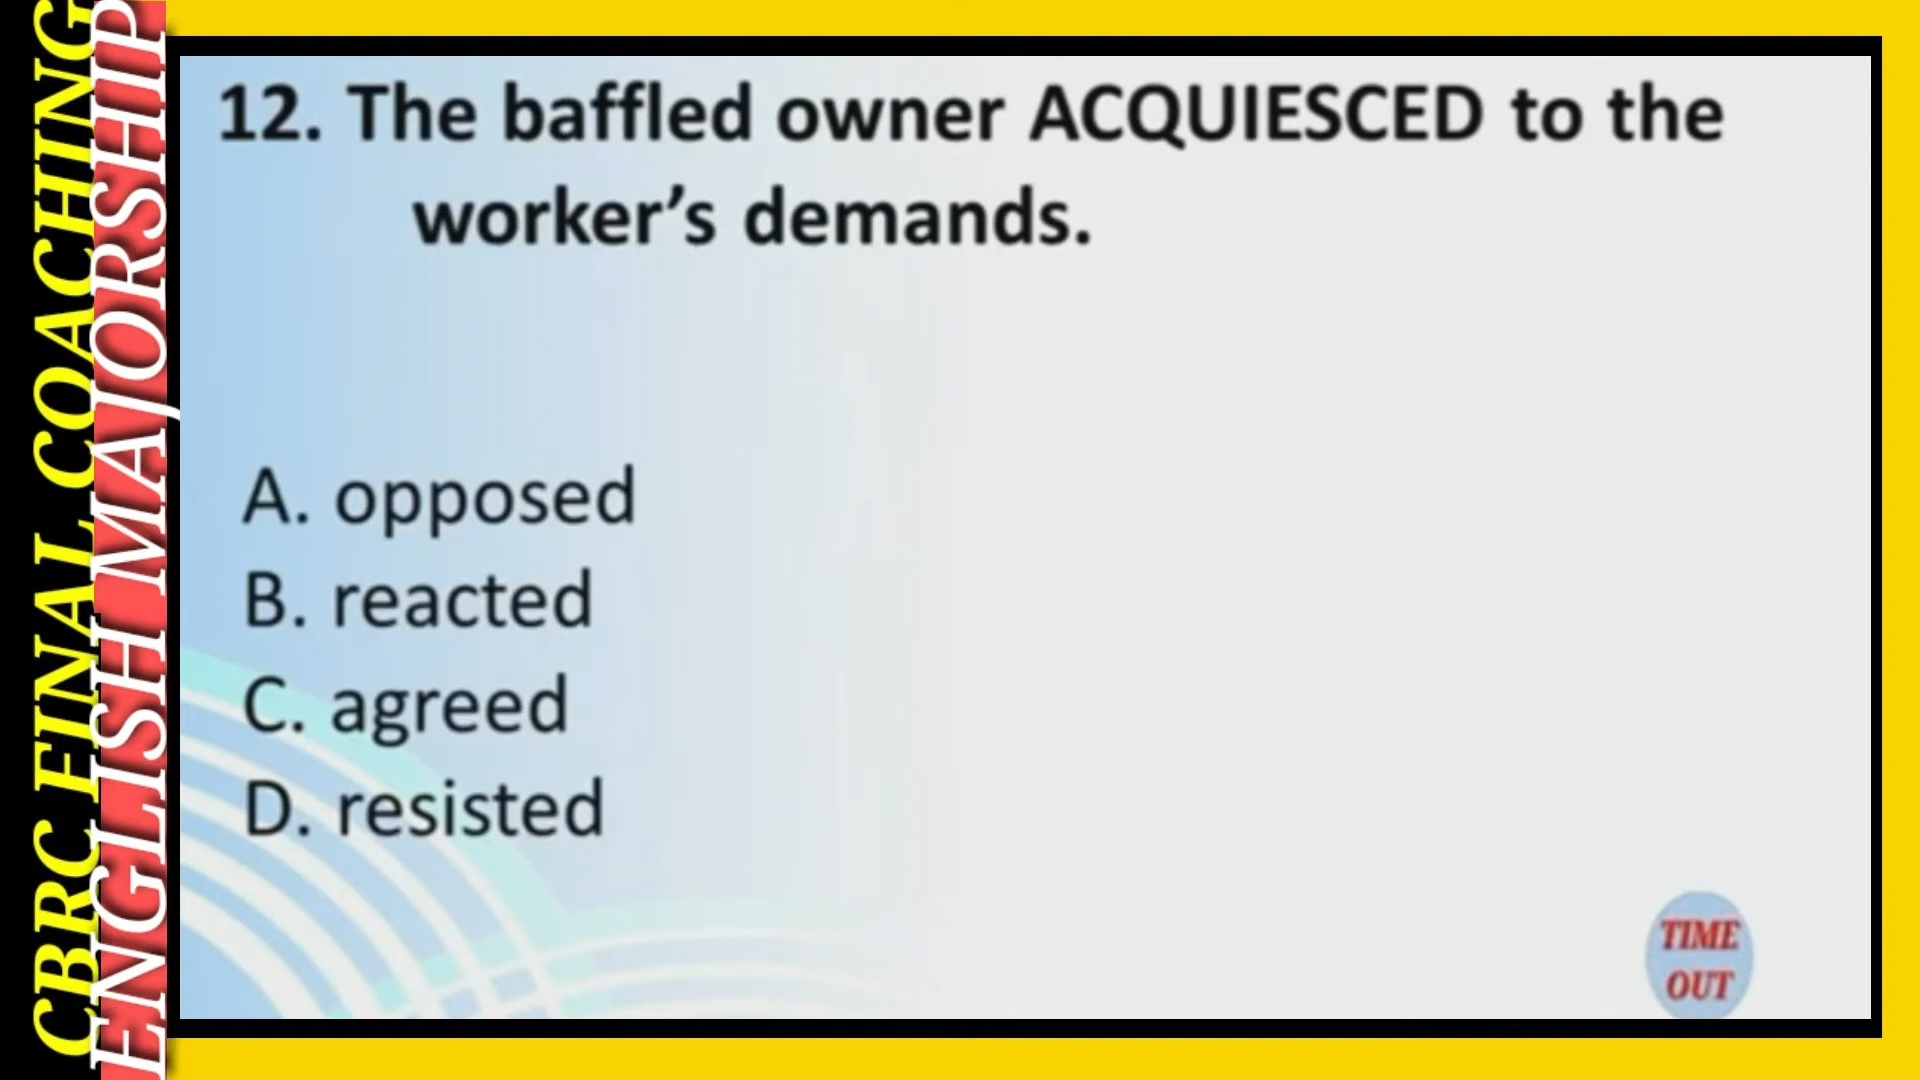 CBRC FINAL COACHING
ENGLISH MAJORSHIP
12. The baffled owner ACQUIESCED to the
worker’s demands.
A. opposed
B. reacted
C. agreed
D. resisted
TIME
OUT